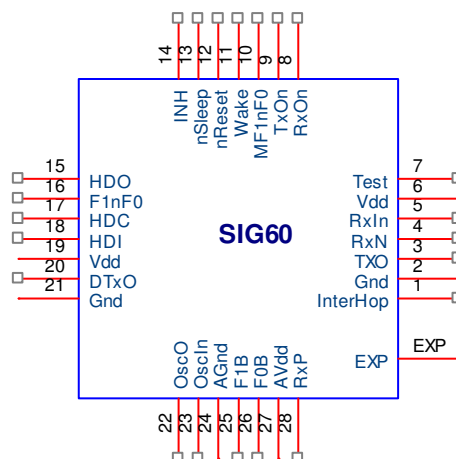 14 13 12 11 10 9 8
INH nSleep nReset Wake MF1nF0 TxOn RxOn
15 HDO
16 F1nF0
17 HDC
18 HDI
19 Vdd
20 DTxO
21 Gnd
SIG60
Test 7
Vdd 6
RxIn 5
RxN 4
TXO 3
Gnd 2
InterHop 1
EXP EXP
OscO OscIn AGnd F1B F0B AVdd RxP
22 23 24 25 26 27 28